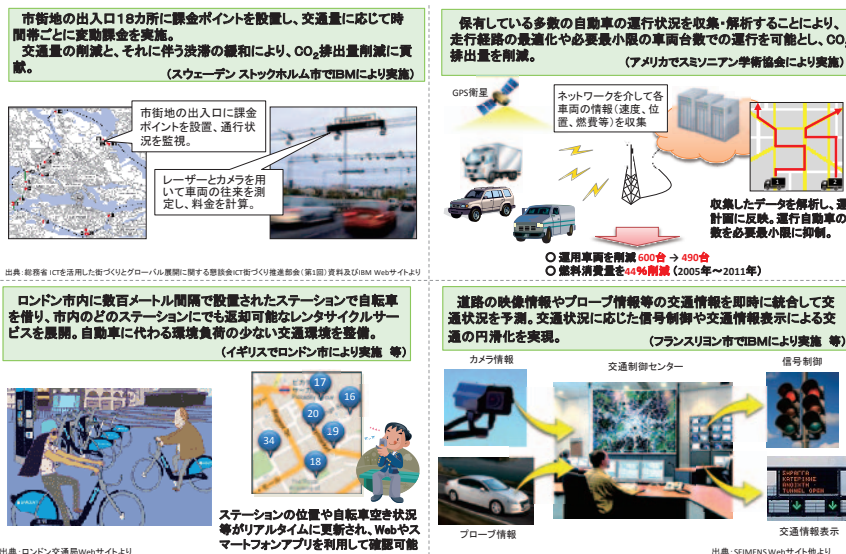 市街地の出入口18カ所に課金ポイントを設置し、交通量に応じて時
間帯ごとに変動課金を実施。
交通量の削減と、それに伴う渋滞の緩和により、CO₂排出量削減に貢
献。
(スウェーデン ストックホルム市でIBMにより実施)
市街地の出入口に課金
ポイントを設置、通行状
況を監視。
レーザーとカメラを用
いて車両の往来を測
定し、料金を計算。
出典:総務省 ICTを活用した街づくりとグローバル展開に関する懇談会ICT街づくり推進部会(第1回)資料及びIBM Webサイトより
保有している多数の自動車の運行状況を収集・解析することにより、
走行経路の最適化や必要最小限の車両台数での運行を可能とし、CO₂
排出量を削減。
(アメリカでスミソニアン学術協会により実施)
GPS衛星
ネットワークを介して各
車両の情報(速度、位
置、燃費等)を収集
1
2
収集したデータを解析し、運
計画に反映。運行自動車の
数を必要最小限に抑制。
○ 運用車両を削減 600台 → 490台
○ 燃料消費量を44%削減 (2005年~2011年)
ロンドン市内に数百メートル間隔で設置されたステーションで自転車
を借り、市内のどのステーションにでも返却可能なレンタサイクルサー
ビスを展開。自動車に代わる環境負荷の少ない交通環境を整備。
(イギリスでロンドン市により実施 等)
17
16
20
19
34
18
ステーションの位置や自転車空き状況
等がリアルタイムに更新され、Webやス
マートフォンアプリを利用して確認可能
出典:ロンドン交通局Webサイトより
道路の映像情報やプローブ情報等の交通情報を即時に統合して交
通状況を予測。交通状況に応じた信号制御や交通情報表示による交
通の円滑化を実現。
(フランスリヨン市でIBMにより実施 等)
カメラ情報
交通制御センター
信号制御
プローブ情報
TUNNEL OPEN
交通情報表示
出典:SEIMENS Webサイト他より